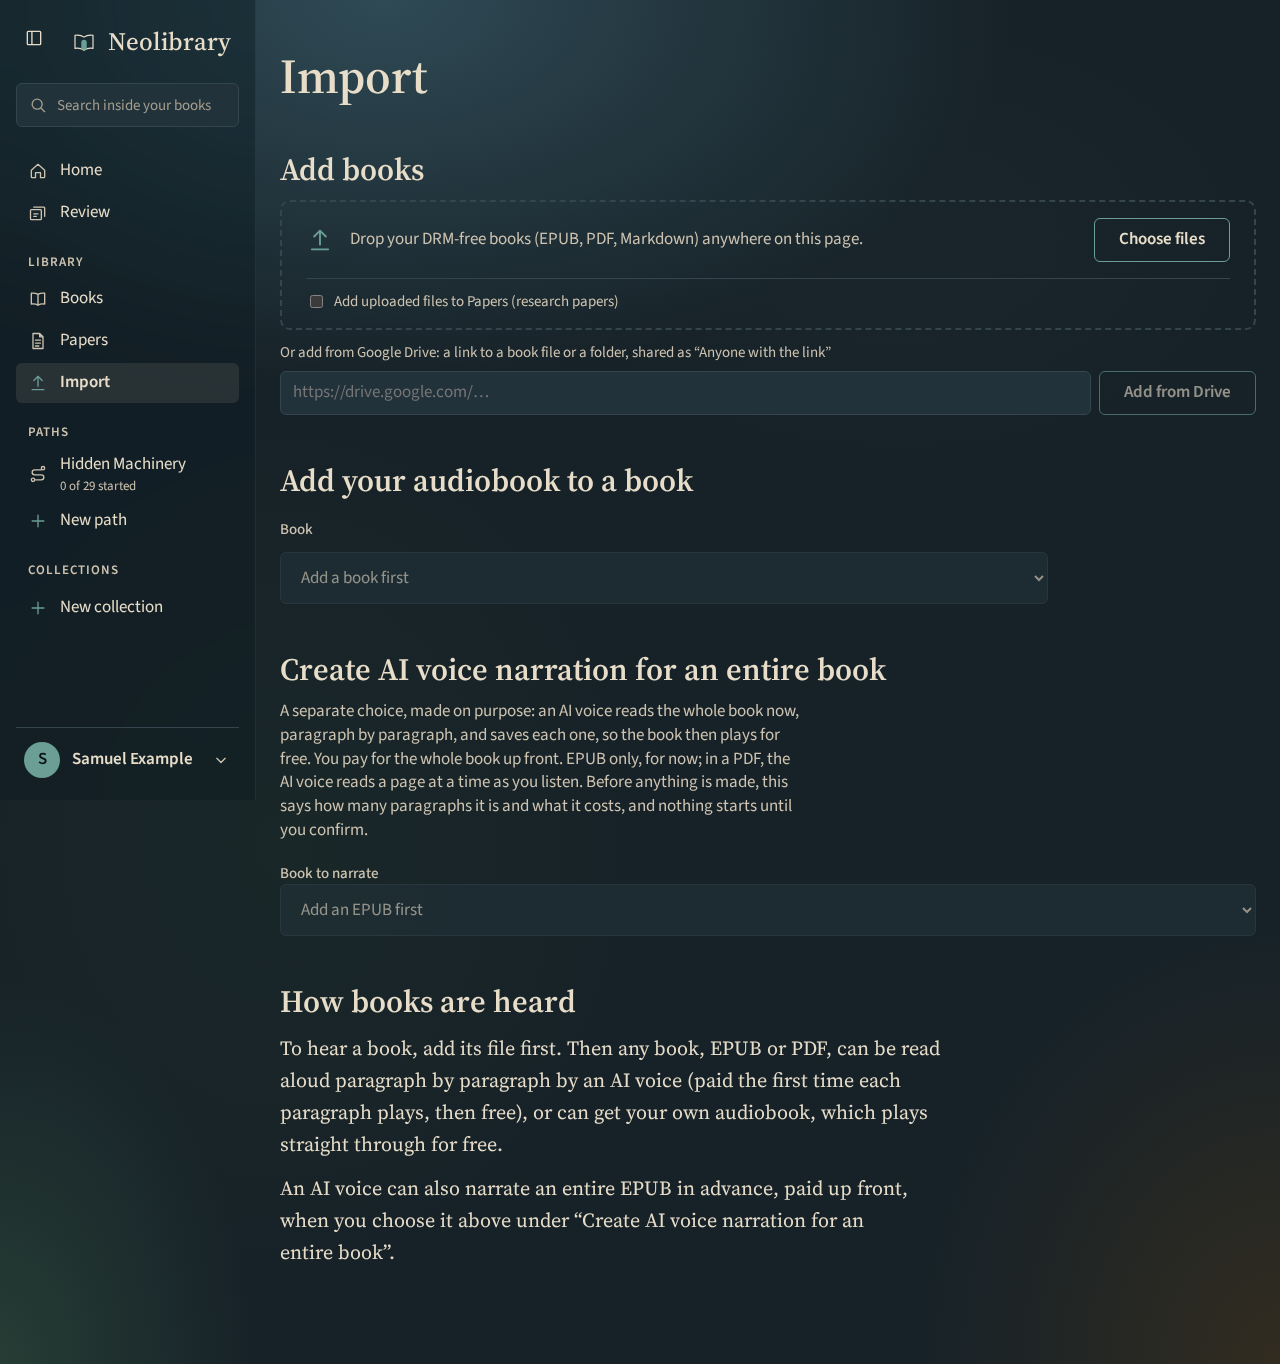 Neolibrary
Search inside your books
Home
Review
LIBRARY
Books
Papers
Import
PATHS
Hidden Machinery
0 of 29 started
New path
COLLECTIONS
New collection
S
Samuel Example
Import
Add books
Drop your DRM-free books (EPUB, PDF, Markdown) anywhere on this page.
Choose files
Add uploaded files to Papers (research papers)
Or add from Google Drive: a link to a book file or a folder, shared as “Anyone with the link”
https://drive.google.com/…
Add from Drive
Add your audiobook to a book
Book
Add a book first
Create AI voice narration for an entire book
A separate choice, made on purpose: an AI voice reads the whole book now,
paragraph by paragraph, and saves each one, so the book then plays for
free. You pay for the whole book up front. EPUB only, for now; in a PDF, the
AI voice reads a page at a time as you listen. Before anything is made, this
says how many paragraphs it is and what it costs, and nothing starts until
you confirm.
Book to narrate
Add an EPUB first
How books are heard
To hear a book, add its file first. Then any book, EPUB or PDF, can be read
aloud paragraph by paragraph by an AI voice (paid the first time each
paragraph plays, then free), or can get your own audiobook, which plays
straight through for free.
An AI voice can also narrate an entire EPUB in advance, paid up front,
when you choose it above under “Create AI voice narration for an
entire book”.